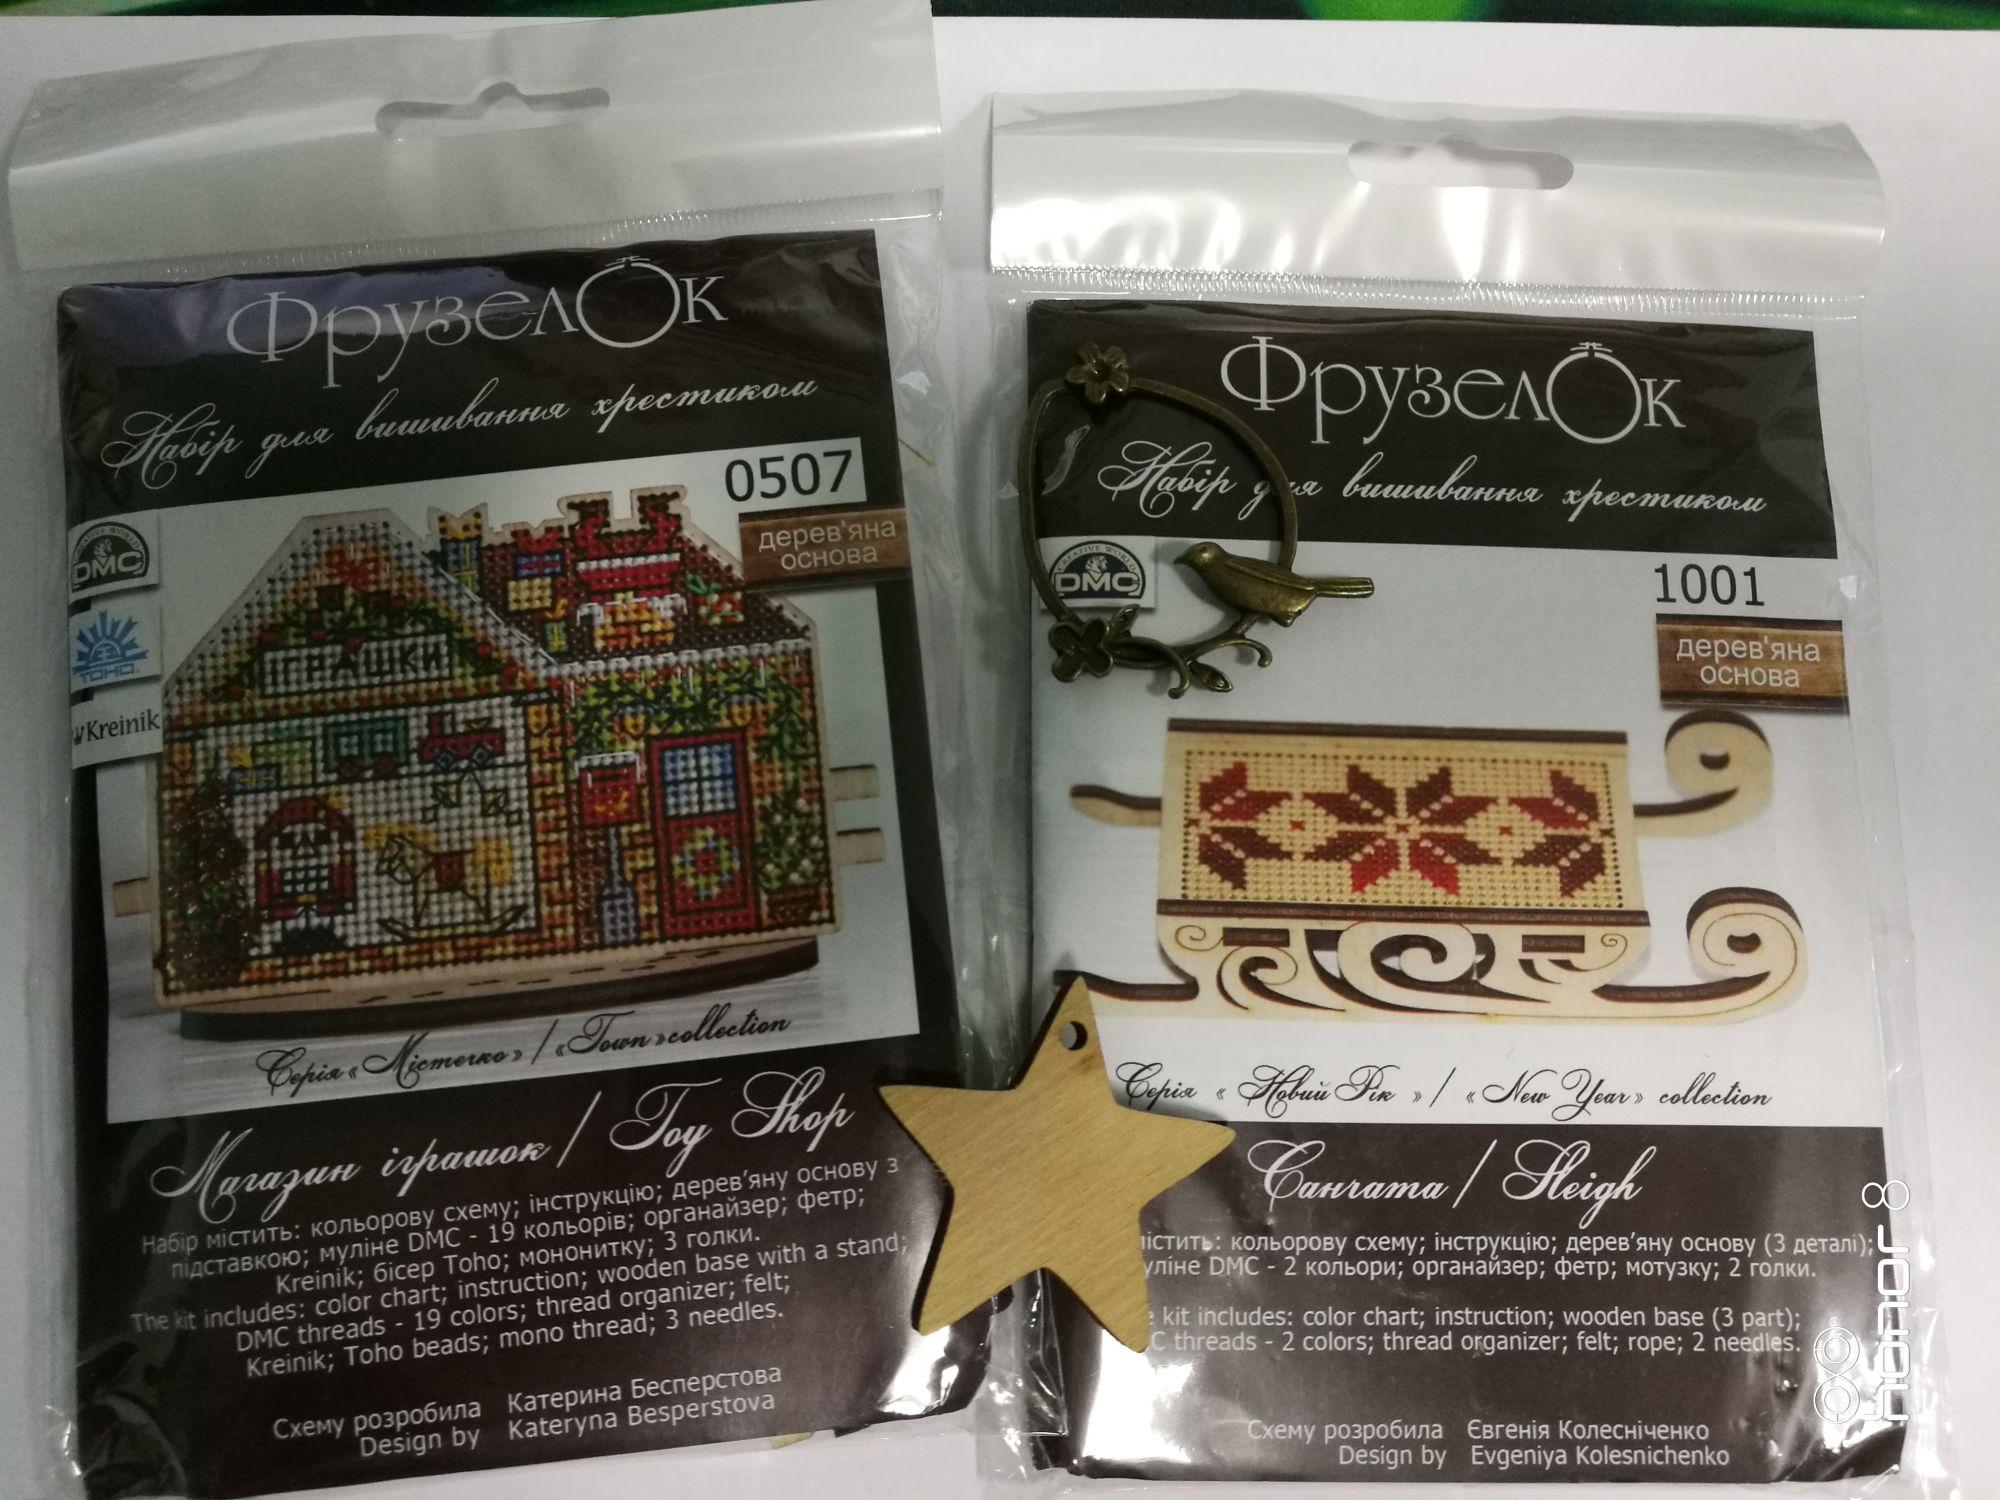 ФрузелОк
Набір для вишивання хрестиком
0507
дерев'яна
основа
CREATIVE WORLD
DMC
TOHO
Kreinik
ІГРАШКИ
Серія «Містечко» / «Town» collection
Магазин іграшок / Toy Shop
Набір містить: кольорову схему; інструкцію; дерев'яну основу з
підставкою; муліне DMC - 19 кольорів; органайзер; фетр;
Kreinik; бісер Toho; мононитку; 3 голки.
The kit includes: color chart; instruction; wooden base with a stand;
DMC threads - 19 colors; thread organizer; felt;
Kreinik; Toho beads; mono thread; 3 needles.
Схему розробила Катерина Бесперстова
Design by Kateryna Besperstova
ФрузелОк
Набір для вишивання хрестиком
CREATIVE WORLD
DMC
1001
дерев'яна
основа
Серія «Новий Рік» / «New Year» collection
Санчата / Sleigh
містить: кольорову схему; інструкцію; дерев'яну основу (3 деталі);
уліне DMC - 2 кольори; органайзер; фетр; мотузку; 2 голки.
kit includes: color chart; instruction; wooden base (3 part);
C threads - 2 colors; thread organizer; felt; rope; 2 needles.
Схему розробила Євгенія Колесніченко
Design by Evgeniya Kolesnichenko
honor 8